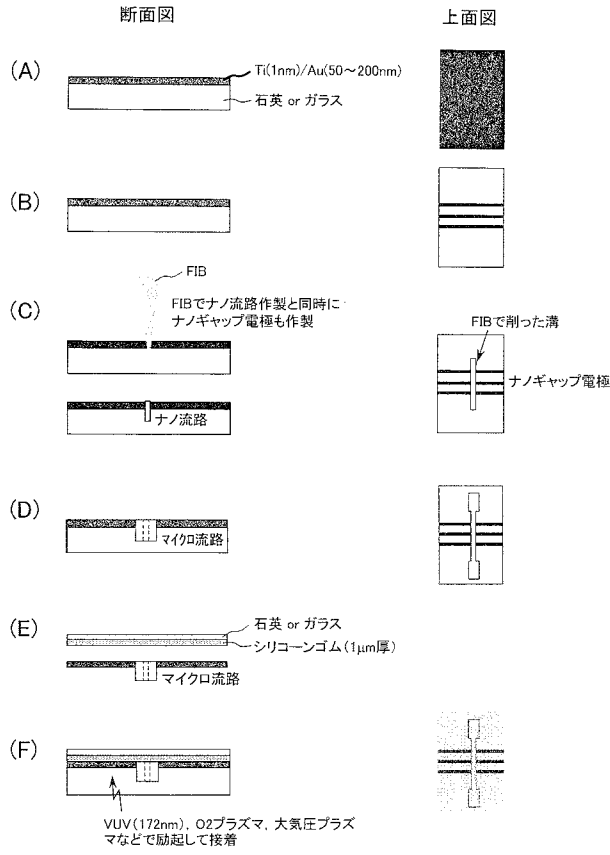 断面図
上面図
(A)
Ti(1nm)/Au(50～200nm)
石英 or ガラス
(B)
(C)
FIB
FIBでナノ流路作製と同時に
ナノギャップ電極も作製
ナノ流路
FIBで削った溝
ナノギャップ電極
(D)
マイクロ流路
(E)
石英 or ガラス
シリコーンゴム(1μm厚)
マイクロ流路
(F)
VUV(172nm)，O2プラズマ，大気圧プラズ
マなどで励起して接着